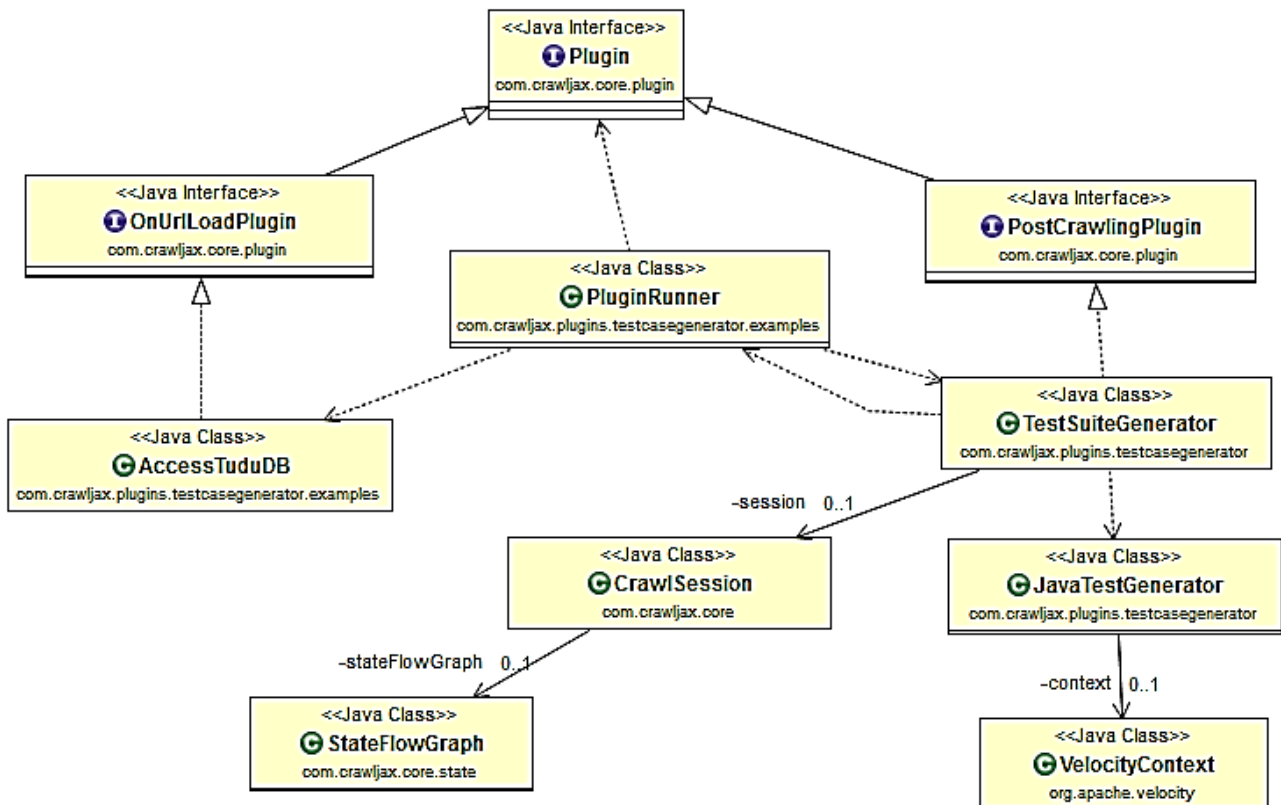 <<Java Interface>>
Plugin
com.crawljax.core.plugin
<<Java Interface>>
OnUrlLoadPlugin
com.crawljax.core.plugin
<<Java Interface>>
PostCrawlingPlugin
com.crawljax.core.plugin
<<Java Class>>
PluginRunner
com.crawljax.plugins.testcasegenerator.examples
<<Java Class>>
AccessTuduDB
com.crawljax.plugins.testcasegenerator.examples
<<Java Class>>
TestSuiteGenerator
com.crawljax.plugins.testcasegenerator
-session 0..1
<<Java Class>>
CrawlSession
com.crawljax.core
<<Java Class>>
JavaTestGenerator
com.crawljax.plugins.testcasegenerator
-stateFlowGraph 0..1
-context 0..1
<<Java Class>>
StateFlowGraph
com.crawljax.core.state
<<Java Class>>
VelocityContext
org.apache.velocity